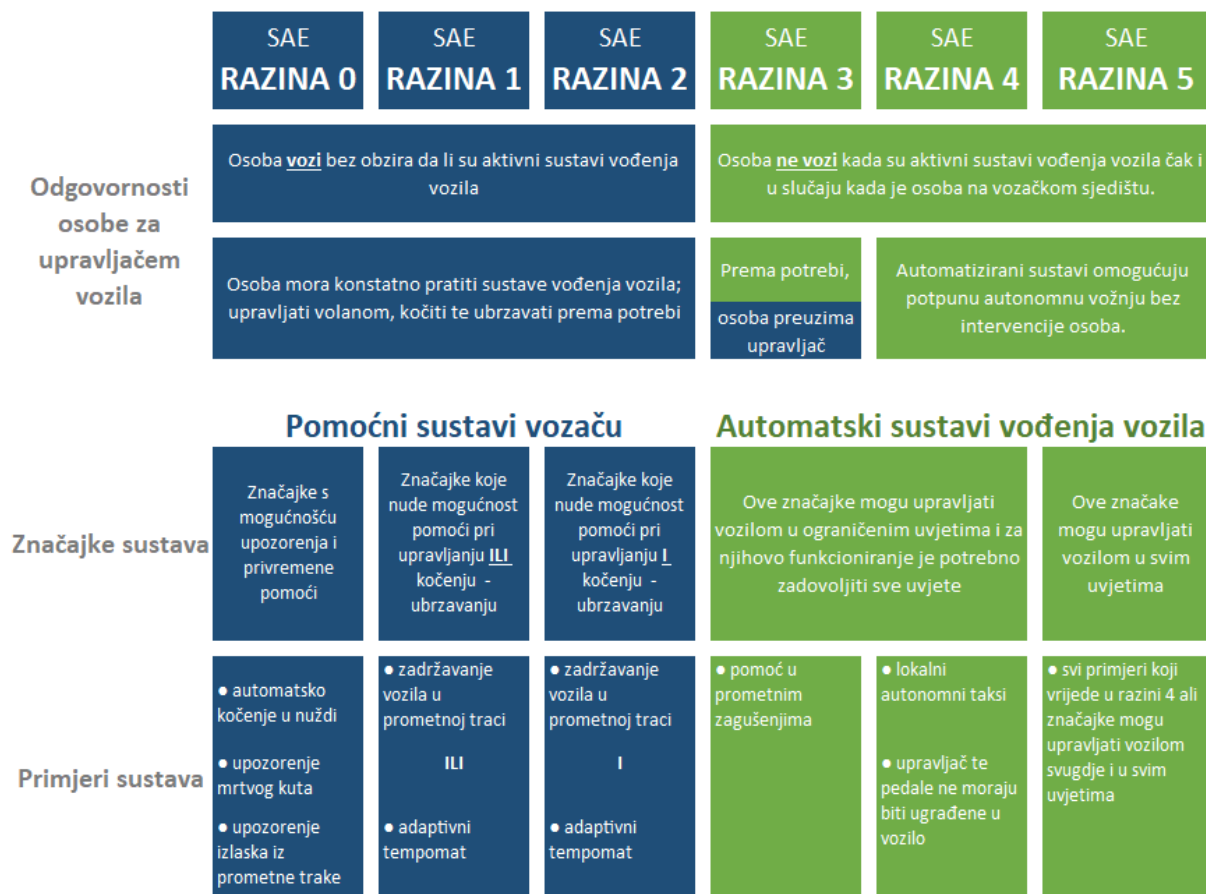 SAE
RAZINA 0
SAE
RAZINA 1
SAE
RAZINA 2
SAE
RAZINA 3
SAE
RAZINA 4
SAE
RAZINA 5
Odgovornosti
osobe za
upravljačem
vozila
Osoba vozi bez obzira da li su aktivni sustavi vođenja
vozila
Osoba ne vozi kada su aktivni sustavi vođenja vozila čak i
u slučaju kada je osoba na vozačkom sjedištu.
Osoba mora konstatno pratiti sustave vođenja vozila;
upravljati volanom, kočiti te ubrzavati prema potrebi
Prema potrebi,
osoba preuzima
upravljač
Automatizirani sustavi omogućuju
potpunu autonomnu vožnju bez
intervencije osoba.
Pomoćni sustavi vozaču
Automatski sustavi vođenja vozila
Značajke sustava
Značajke s
mogućnošću
upozorenja i
privremene
pomoći
Značajke koje
nude mogućnost
pomoći pri
upravljanju ILI
kočenju -
ubrzavanju
Značajke koje
nude mogućnost
pomoći pri
upravljanju I
kočenju -
ubrzavanju
Ove značajke mogu upravljati
vozilom u ograničenim uvjetima i za
njihovo funkcioniranje je potrebno
zadovoljiti sve uvjete
Ove značake
mogu upravljati
vozilom u svim
uvjetima
Primjeri sustava
● automatsko
kočenje u nuždi
● upozorenje
mrtvog kuta
● upozorenje
izlaska iz
prometne trake
● zadržavanje
vozila u
prometnoj traci
ILI
● adaptivni
tempomat
● zadržavanje
vozila u
prometnoj traci
I
● adaptivni
tempomat
● pomoć u
prometnim
zagušenjima
● lokalni
autonomni taksi
● upravljač te
pedale ne moraju
biti ugrađene u
vozilo
● svi primjeri koji
vrijede u razini 4 ali
značajke mogu
upravljati vozilom
svugdje i u svim
uvjetima